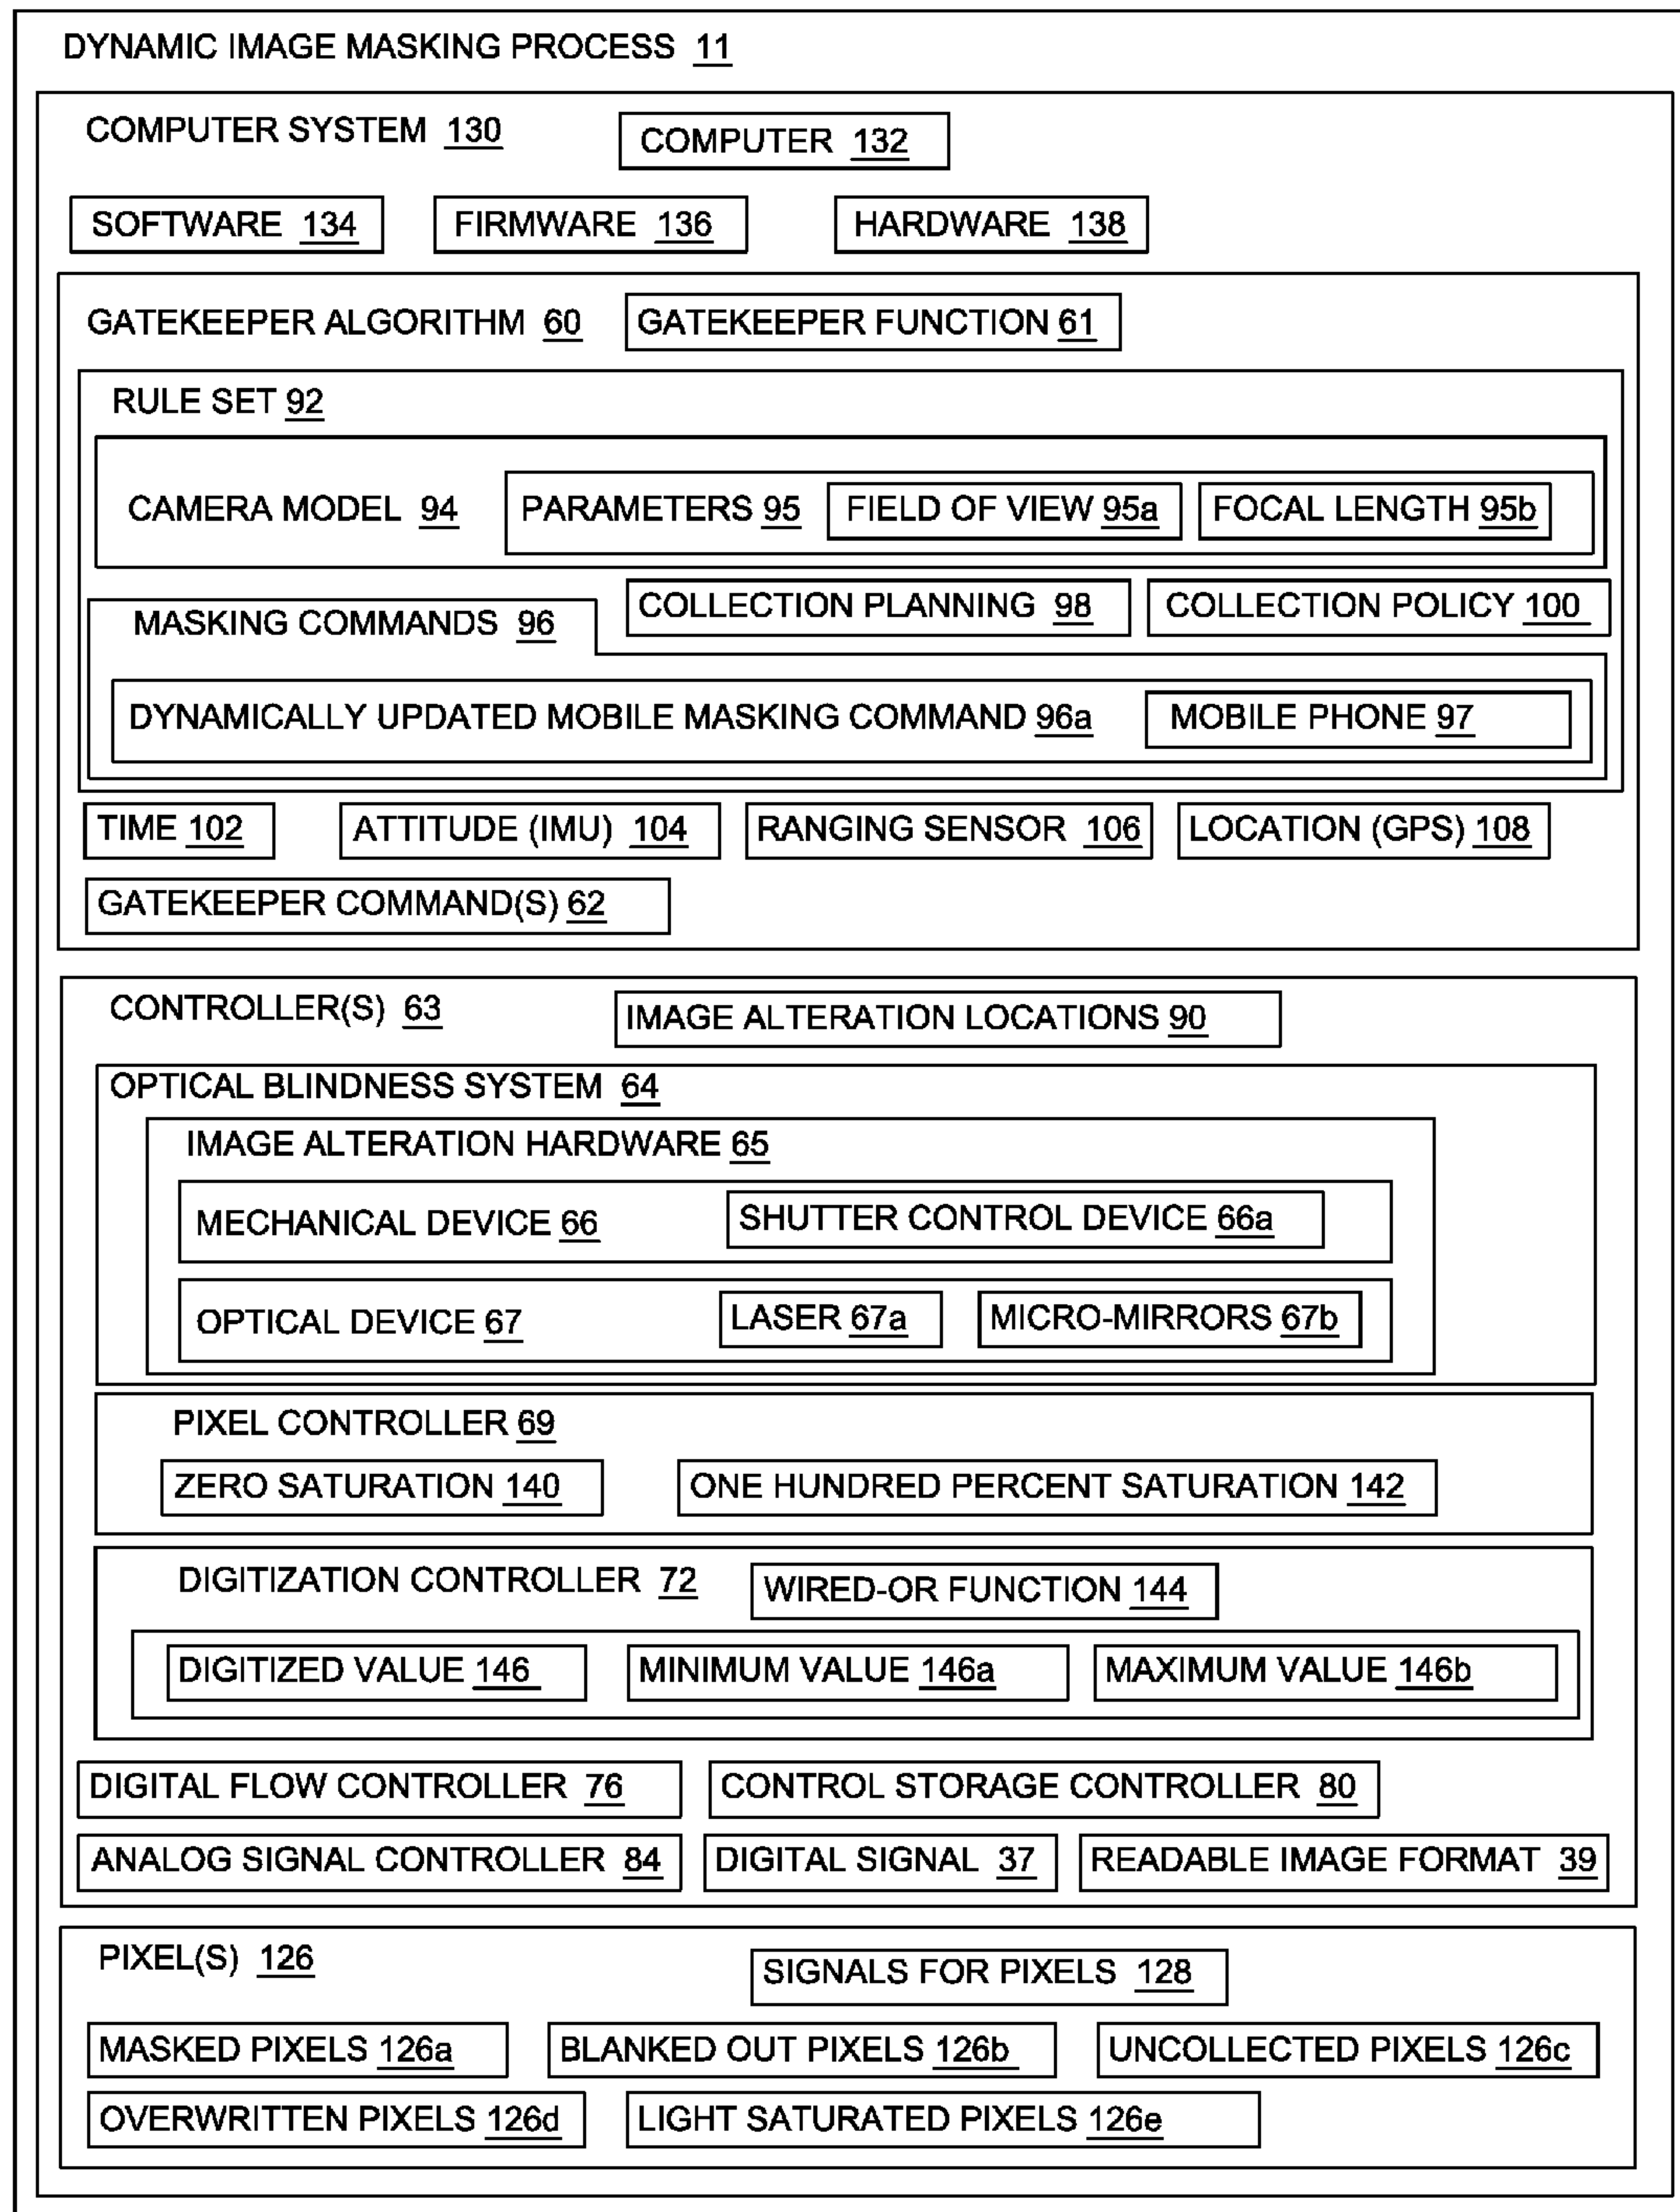 DYNAMIC IMAGE MASKING PROCESS 11
COMPUTER SYSTEM 130
COMPUTER 132
SOFTWARE 134
FIRMWARE 136
HARDWARE 138
GATEKEEPER ALGORITHM 60
GATEKEEPER FUNCTION 61
RULE SET 92
CAMERA MODEL 94
PARAMETERS 95
FIELD OF VIEW 95a
FOCAL LENGTH 95b
MASKING COMMANDS 96
COLLECTION PLANNING 98
COLLECTION POLICY 100
DYNAMICALLY UPDATED MOBILE MASKING COMMAND 96a
MOBILE PHONE 97
TIME 102
ATTITUDE (IMU) 104
RANGING SENSOR 106
LOCATION (GPS) 108
GATEKEEPER COMMAND(S) 62
CONTROLLER(S) 63
IMAGE ALTERATION LOCATIONS 90
OPTICAL BLINDNESS SYSTEM 64
IMAGE ALTERATION HARDWARE 65
MECHANICAL DEVICE 66
SHUTTER CONTROL DEVICE 66a
OPTICAL DEVICE 67
LASER 67a
MICRO-MIRRORS 67b
PIXEL CONTROLLER 69
ZERO SATURATION 140
ONE HUNDRED PERCENT SATURATION 142
DIGITIZATION CONTROLLER 72
WIRED-OR FUNCTION 144
DIGITIZED VALUE 146
MINIMUM VALUE 146a
MAXIMUM VALUE 146b
DIGITAL FLOW CONTROLLER 76
CONTROL STORAGE CONTROLLER 80
ANALOG SIGNAL CONTROLLER 84
DIGITAL SIGNAL 37
READABLE IMAGE FORMAT 39
PIXEL(S) 126
SIGNALS FOR PIXELS 128
MASKED PIXELS 126a
BLANKED OUT PIXELS 126b
UNCOLLECTED PIXELS 126c
OVERWRITTEN PIXELS 126d
LIGHT SATURATED PIXELS 126e